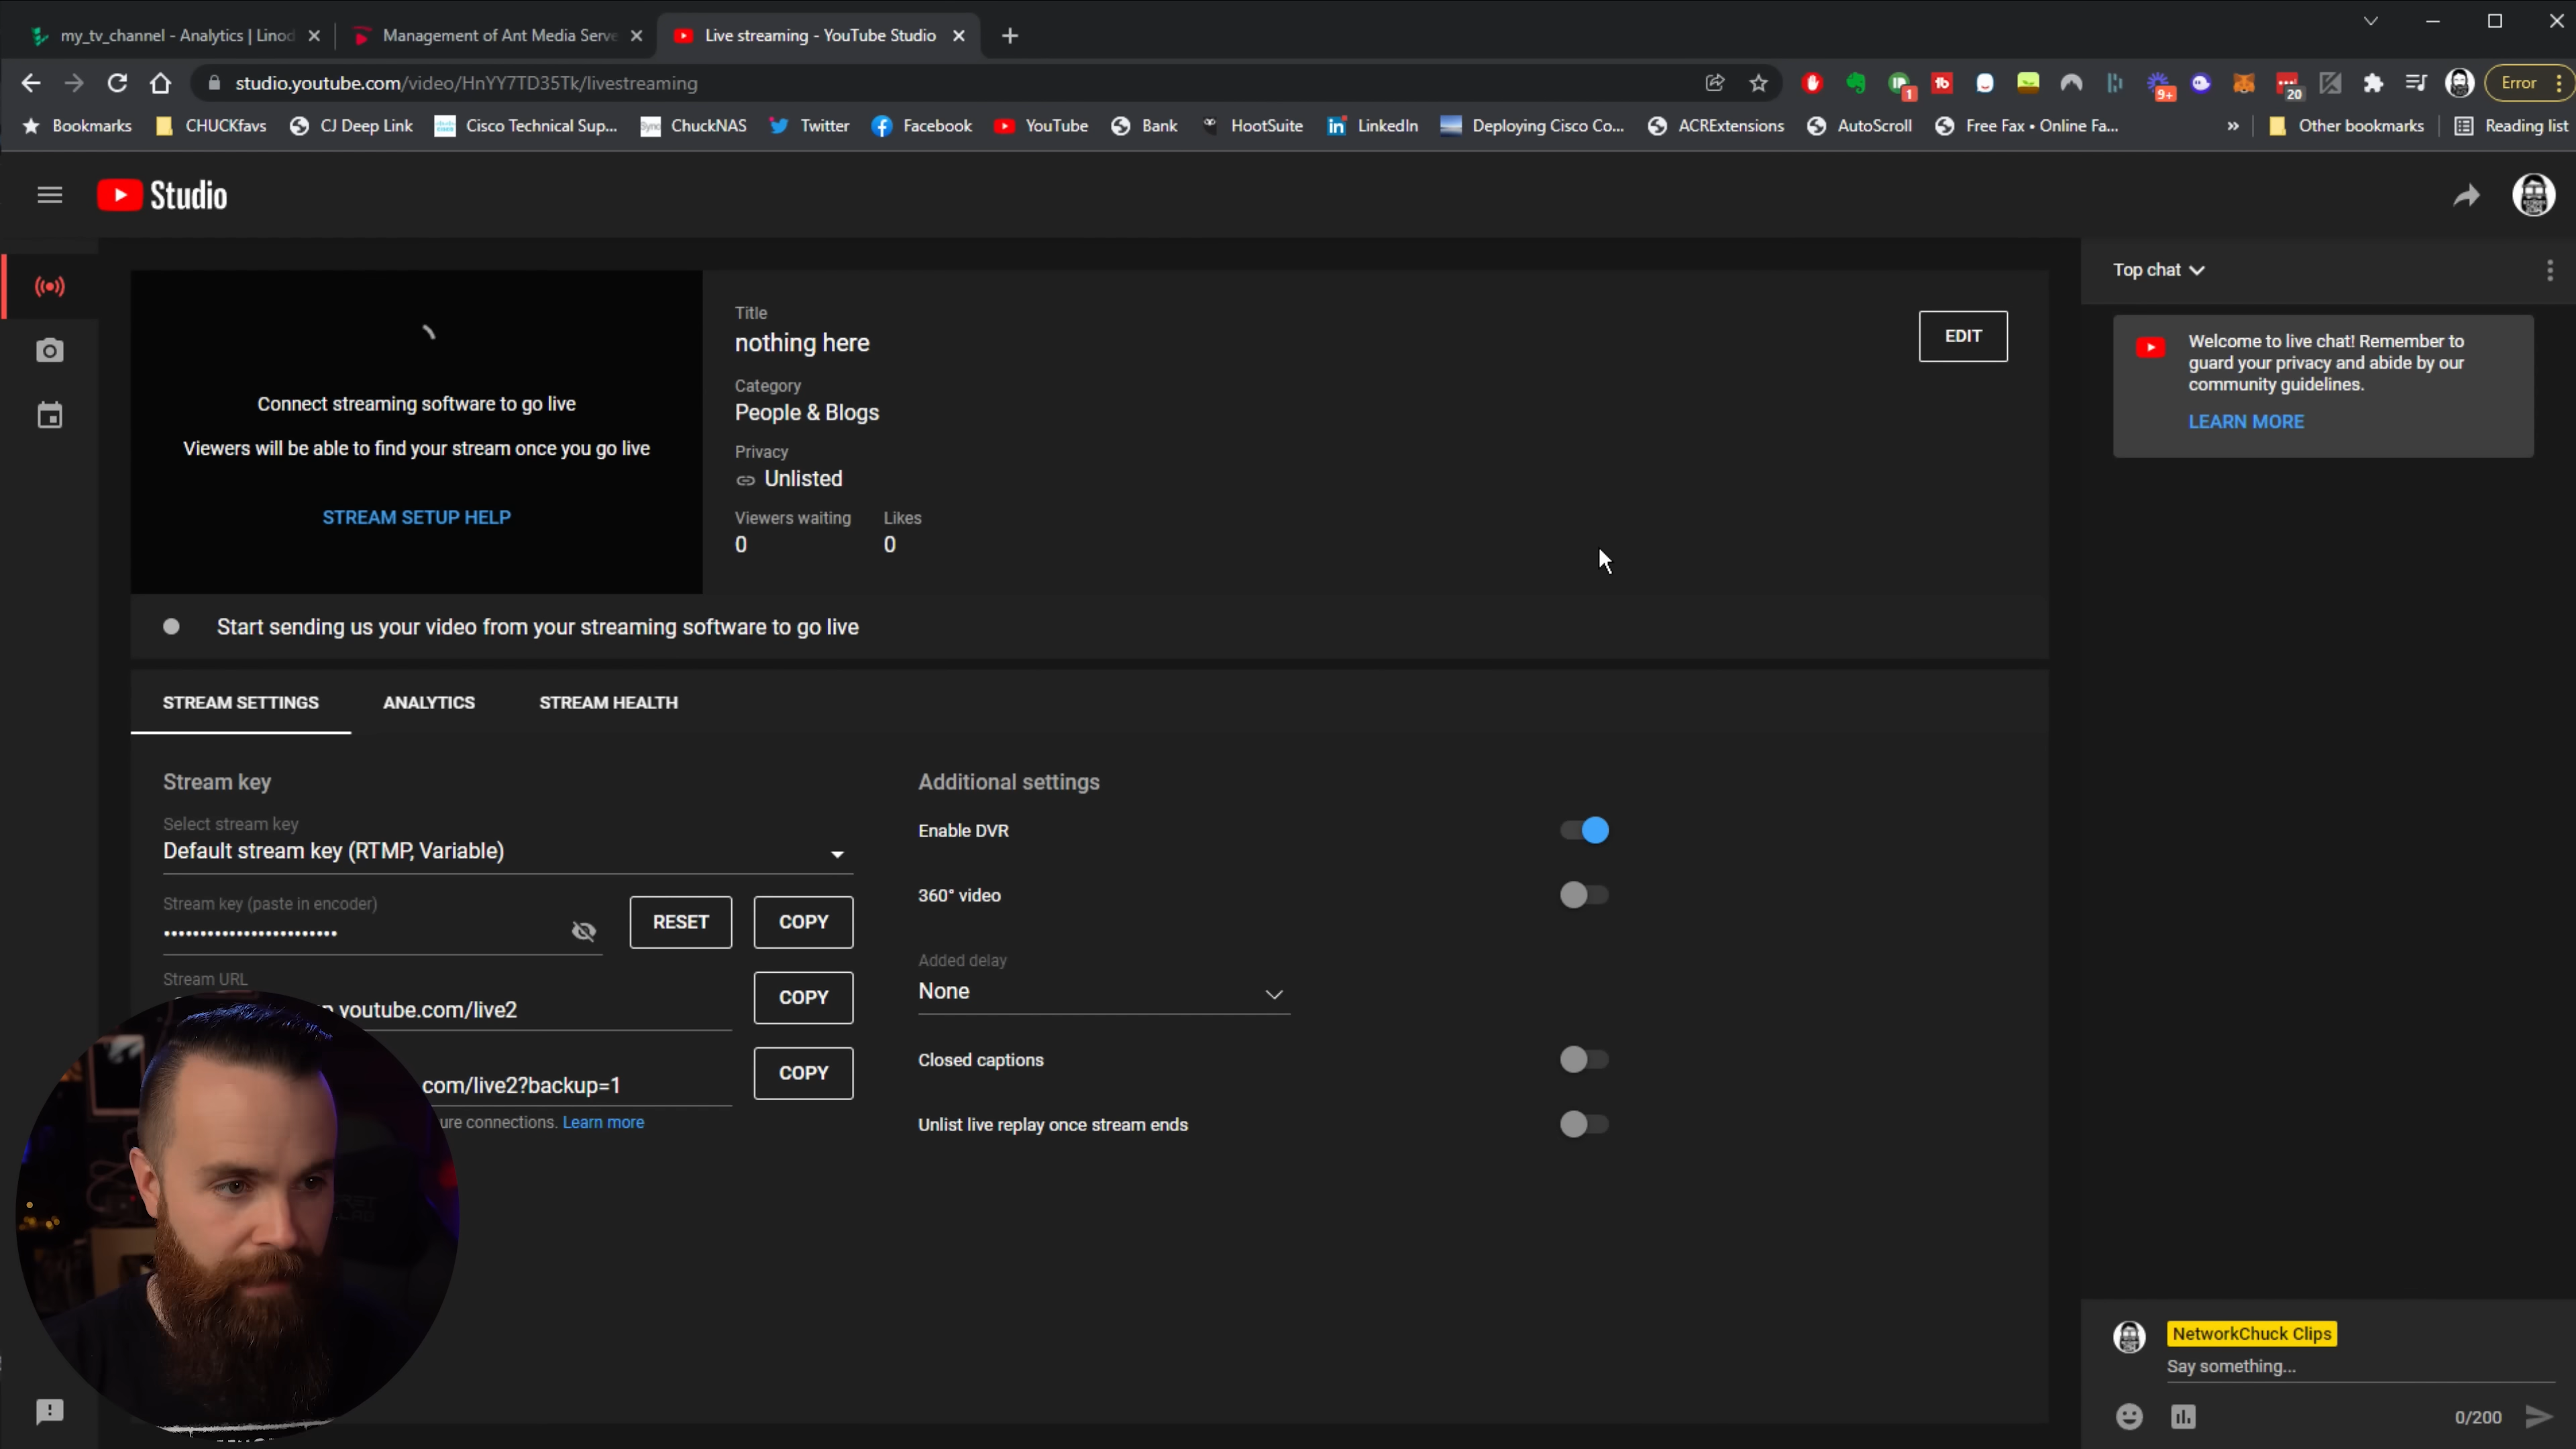 my_tv_channel - Analytics | Linod
Management of Ant Media Serve
Live streaming - YouTube Studio
studio.youtube.com/video/HnYY7TD35Tk/livestreaming
1
9+
20
Error
Bookmarks
CHUCKfavs
CJ Deep Link
Cisco Technical Sup...
ChuckNAS
Twitter
Facebook
YouTube
Bank
HootSuite
LinkedIn
Deploying Cisco Co...
ACRExtensions
AutoScroll
Free Fax • Online Fa...
»
Other bookmarks
Reading list
Studio
Connect streaming software to go live
Viewers will be able to find your stream once you go live
STREAM SETUP HELP
Title
nothing here
EDIT
Category
People & Blogs
Privacy
Unlisted
Viewers waiting Likes
0 0
Start sending us your video from your streaming software to go live
STREAM SETTINGS ANALYTICS STREAM HEALTH
Stream key
Select stream key
Default stream key (RTMP, Variable)
Stream key (paste in encoder)
••••••••••••••••••••••••
RESET COPY
Stream URL
p.youtube.com/live2
COPY
com/live2?backup=1
COPY
ure connections. Learn more
Additional settings
Enable DVR
360° video
Added delay
None
Closed captions
Unlist live replay once stream ends
Top chat
Welcome to live chat! Remember to
guard your privacy and abide by our
community guidelines.
LEARN MORE
NetworkChuck Clips
Say something...
0/200